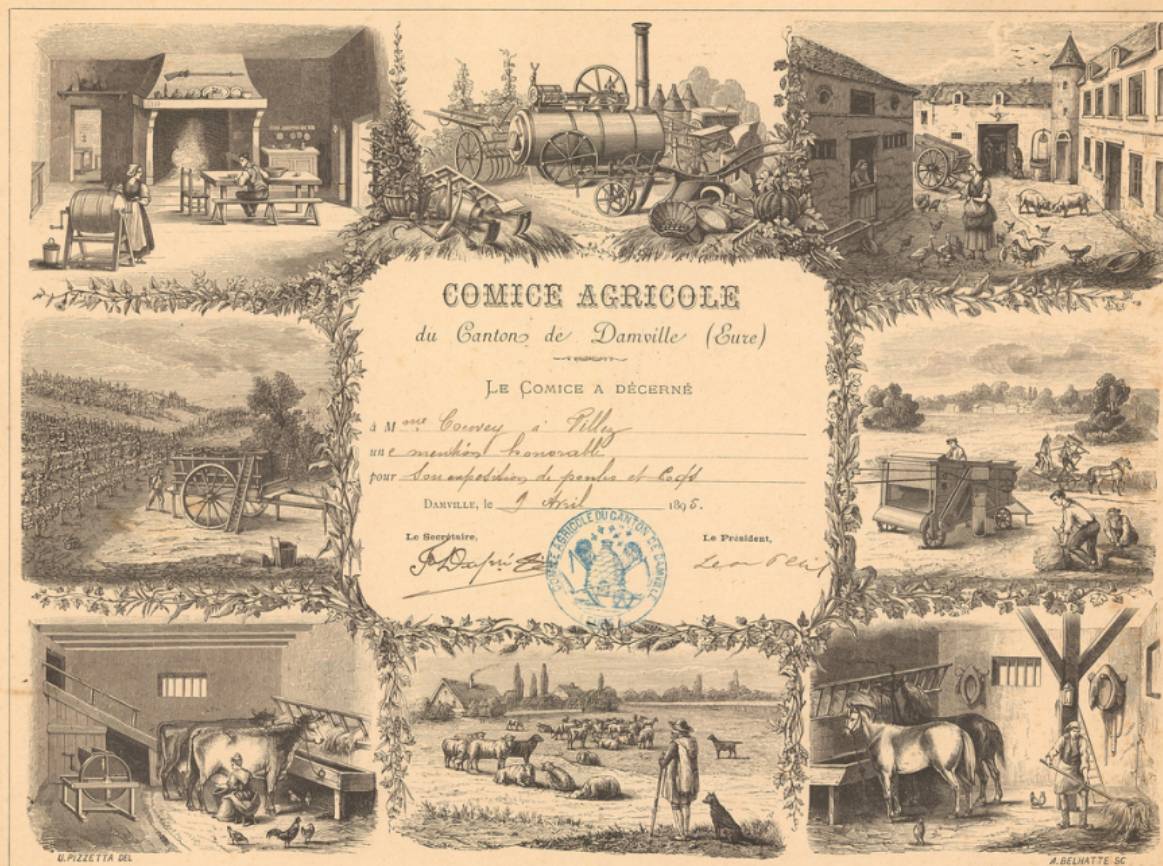 COMICE AGRICOLE
du Canton de Damville (Eure)
LE COMICE A DÉCERNÉ
à Mme à
une mention honorable
pour Son exposition de poules et Coqs
DAMVILLE, le 9 Avril 1895.
Le Secrétaire,
Le Président,
Dupré
Leon
COMICE AGRICOLE DU CANTON DE DAMVILLE
U. PIZZETTA DEL
A. BELHATTE SC